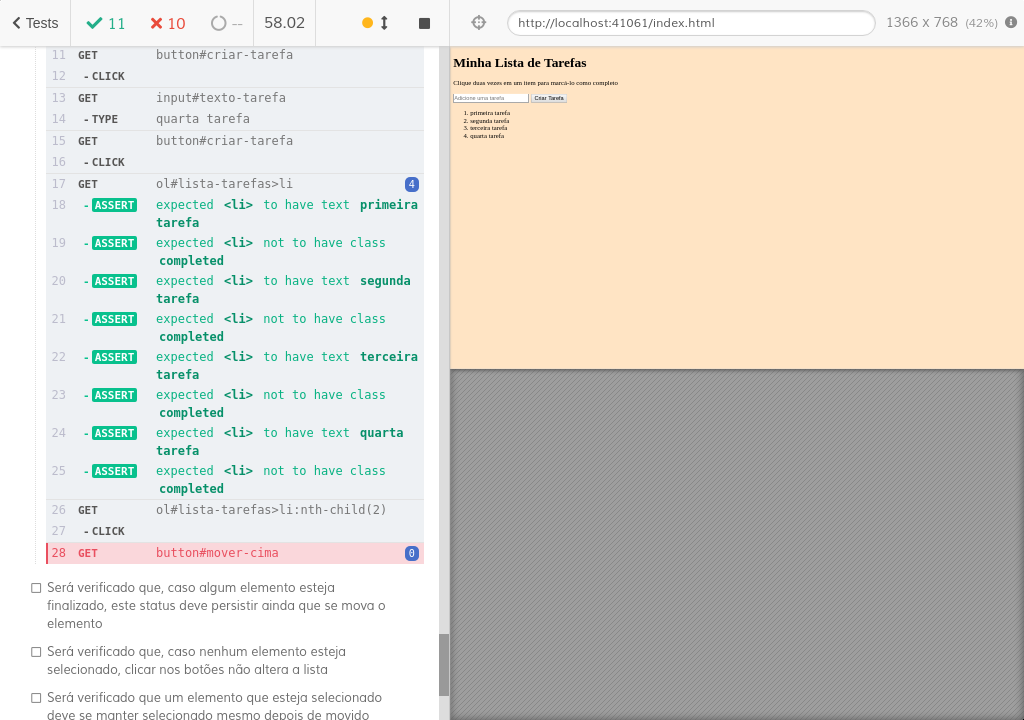 Tests
11
10
--
58.02
http://localhost:41061/index.html
1366 x 768 (42%)
11 GET button#criar-tarefa
12 -CLICK
13 GET input#texto-tarefa
14 -TYPE quarta tarefa
15 GET button#criar-tarefa
16 -CLICK
17 GET ol#lista-tarefas>li 4
18 -ASSERT expected <li> to have text primeira
tarefa
19 -ASSERT expected <li> not to have class
completed
20 -ASSERT expected <li> to have text segunda
tarefa
21 -ASSERT expected <li> not to have class
completed
22 -ASSERT expected <li> to have text terceira
tarefa
23 -ASSERT expected <li> not to have class
completed
24 -ASSERT expected <li> to have text quarta
tarefa
25 -ASSERT expected <li> not to have class
completed
26 GET ol#lista-tarefas>li:nth-child(2)
27 -CLICK
28 GET button#mover-cima 0
Será verificado que, caso algum elemento esteja
finalizado, este status deve persistir ainda que se mova o
elemento
Será verificado que, caso nenhum elemento esteja
selecionado, clicar nos botões não altera a lista
Será verificado que um elemento que esteja selecionado
deve se manter selecionado mesmo depois de movido
Minha Lista de Tarefas
Clique duas vezes em um item para marcá-lo como completo
Adicione uma tarefa
Criar Tarefa
1. primeira tarefa
2. segunda tarefa
3. terceira tarefa
4. quarta tarefa